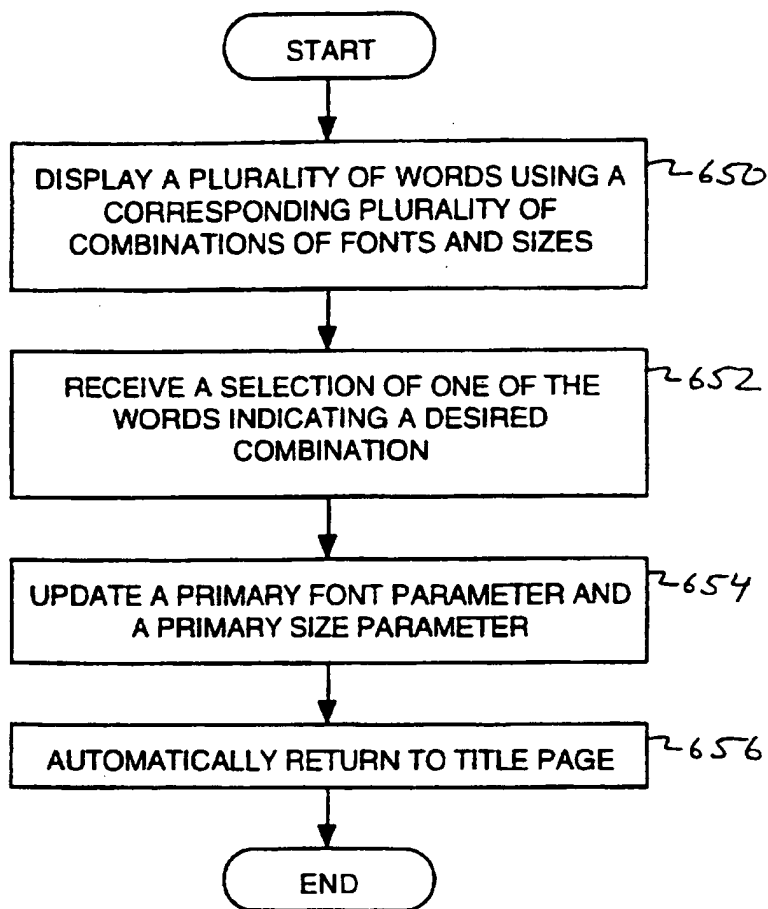 START
DISPLAY A PLURALITY OF WORDS USING A
CORRESPONDING PLURALITY OF
COMBINATIONS OF FONTS AND SIZES
650
RECEIVE A SELECTION OF ONE OF THE
WORDS INDICATING A DESIRED
COMBINATION
652
UPDATE A PRIMARY FONT PARAMETER AND
A PRIMARY SIZE PARAMETER
654
AUTOMATICALLY RETURN TO TITLE PAGE
656
END